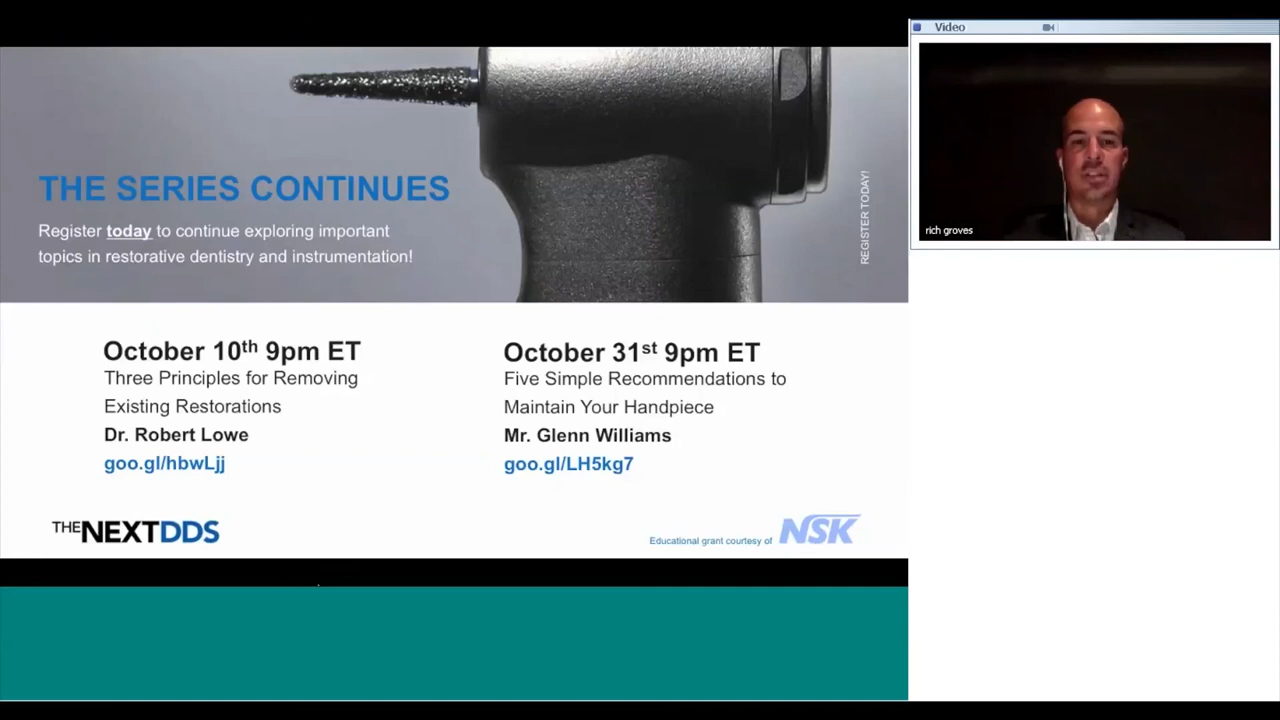 Video
THE SERIES CONTINUES
Register today to continue exploring important
topics in restorative dentistry and instrumentation!
REGISTER TODAY!
rich groves
October 10th 9pm ET
Three Principles for Removing
Existing Restorations
Dr. Robert Lowe
goo.gl/hbwLjj
October 31st 9pm ET
Five Simple Recommendations to
Maintain Your Handpiece
Mr. Glenn Williams
goo.gl/LH5kg7
THENEXTDDS
Educational grant courtesy of NSK